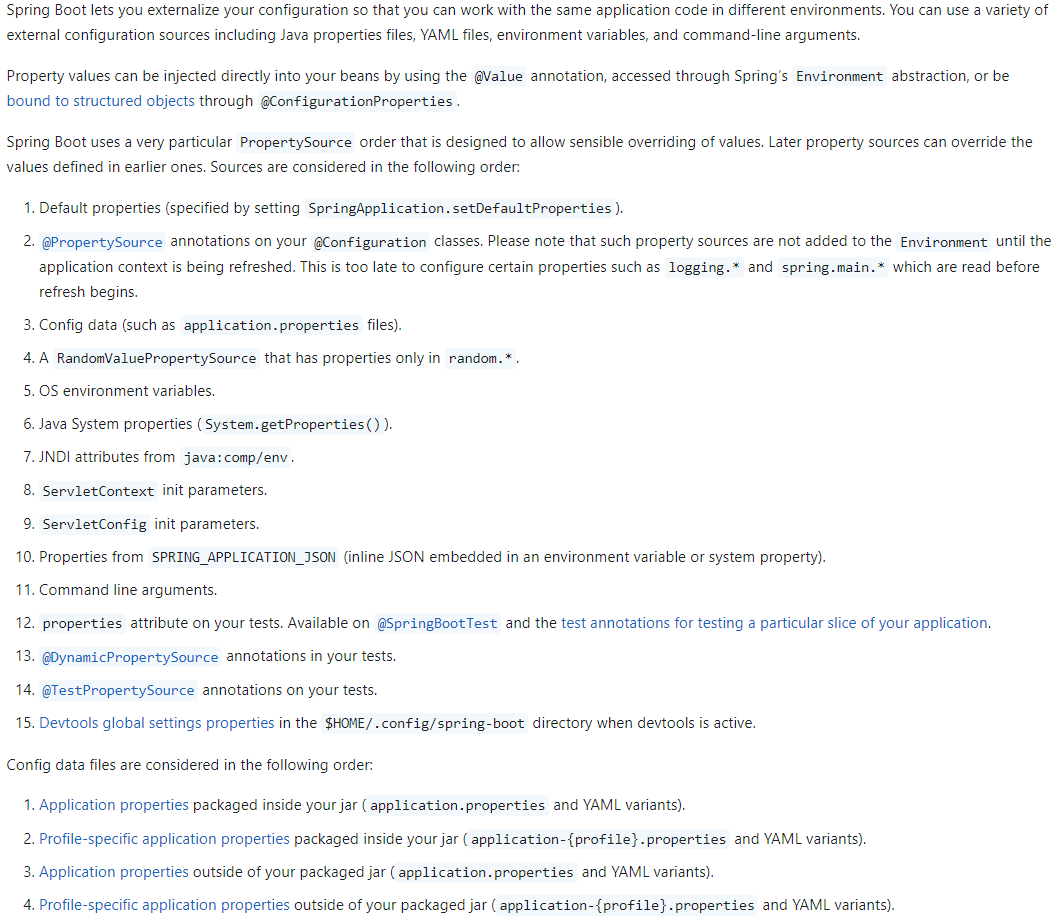 Spring Boot lets you externalize your configuration so that you can work with the same application code in different environments. You can use a variety of
external configuration sources including Java properties files, YAML files, environment variables, and command-line arguments.
Property values can be injected directly into your beans by using the @Value annotation, accessed through Spring's Environment abstraction, or be
bound to structured objects through @ConfigurationProperties.
Spring Boot uses a very particular PropertySource order that is designed to allow sensible overriding of values. Later property sources can override the
values defined in earlier ones. Sources are considered in the following order:
1. Default properties (specified by setting SpringApplication.setDefaultProperties).
2. @PropertySource annotations on your @Configuration classes. Please note that such property sources are not added to the Environment until the
application context is being refreshed. This is too late to configure certain properties such as logging.* and spring.main.* which are read before
refresh begins.
3. Config data (such as application.properties files).
4. A RandomValuePropertySource that has properties only in random.*.
5. OS environment variables.
6. Java System properties (System.getProperties()).
7. JNDI attributes from java:comp/env.
8. ServletContext init parameters.
9. ServletConfig init parameters.
10. Properties from SPRING_APPLICATION_JSON (inline JSON embedded in an environment variable or system property).
11. Command line arguments.
12. properties attribute on your tests. Available on @SpringBootTest and the test annotations for testing a particular slice of your application.
13. @DynamicPropertySource annotations in your tests.
14. @TestPropertySource annotations on your tests.
15. Devtools global settings properties in the $HOME/.config/spring-boot directory when devtools is active.
Config data files are considered in the following order:
1. Application properties packaged inside your jar (application.properties and YAML variants).
2. Profile-specific application properties packaged inside your jar (application-{profile}.properties and YAML variants).
3. Application properties outside of your packaged jar (application.properties and YAML variants).
4. Profile-specific application properties outside of your packaged jar (application-{profile}.properties and YAML variants).